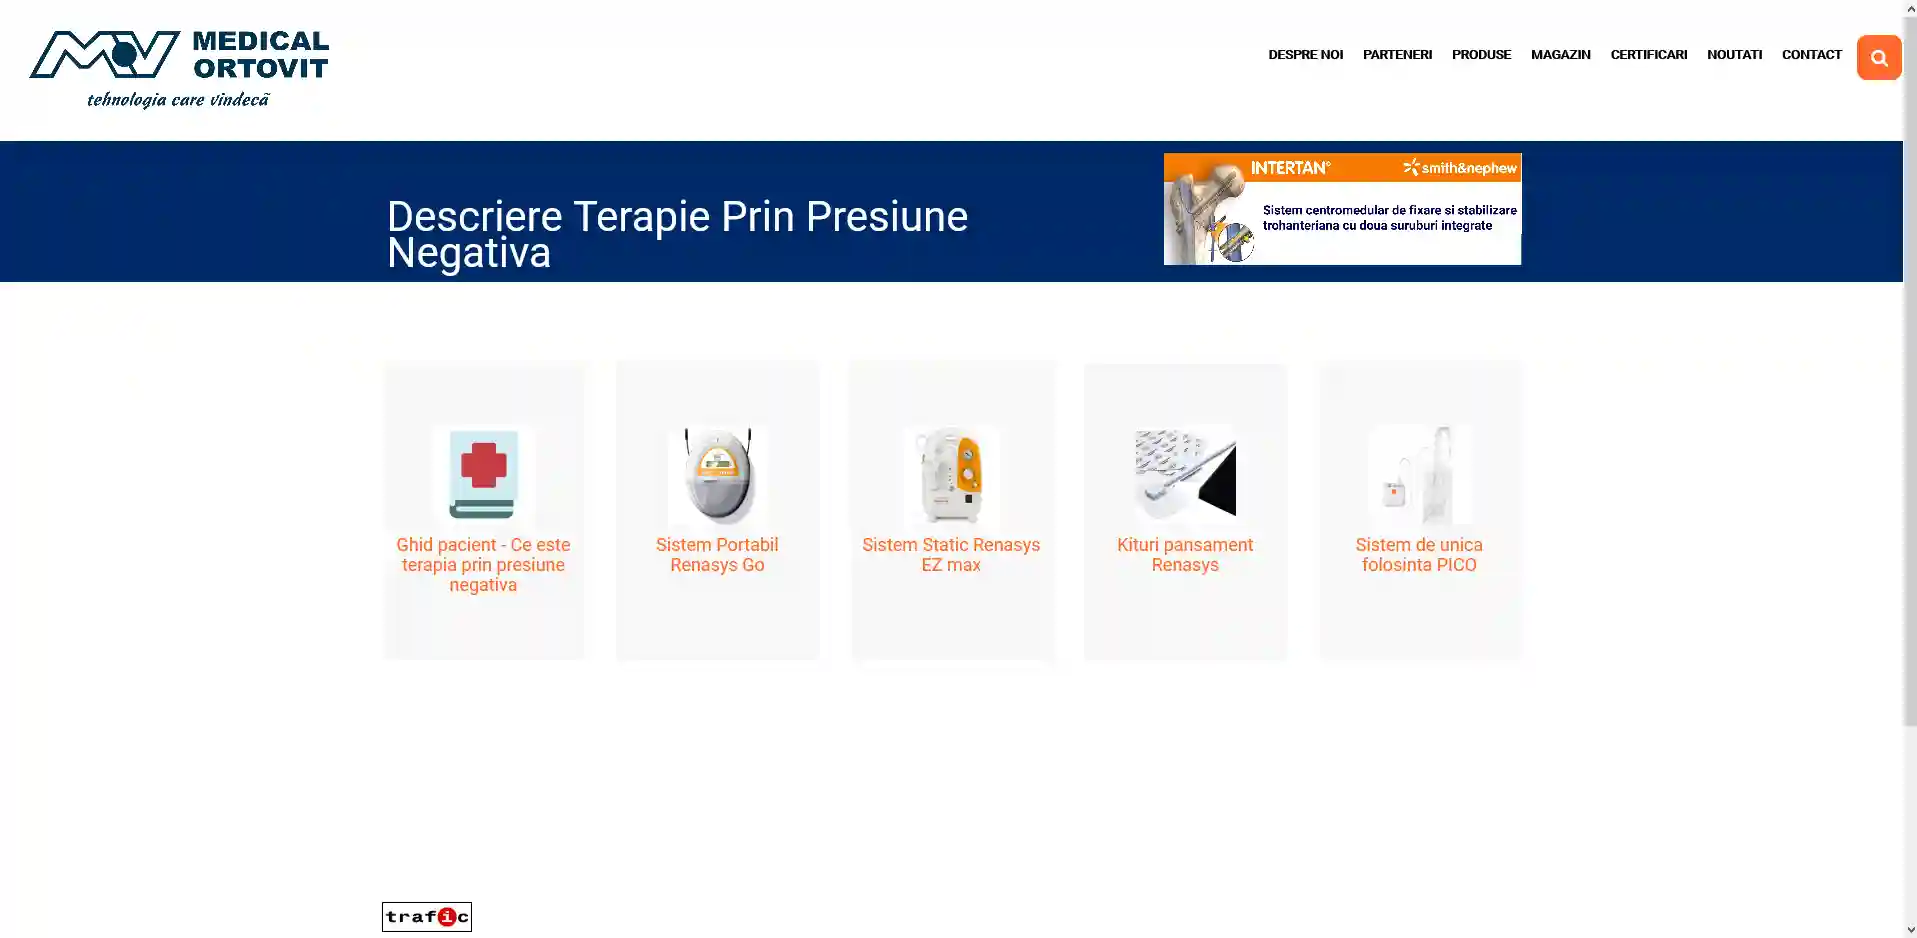 MEDICAL
ORTOVIT
tehnologia care vindecă
DESPRE NOI PARTENERI PRODUSE MAGAZIN CERTIFICARI NOUTATI CONTACT
INTERTAN°
smith&nephew
Sistem centromedular de fixare si stabilizare
trohanteriana cu doua suruburi integrate
Descriere Terapie Prin Presiune
Negativa
Ghid pacient - Ce este
terapia prin presiune
negativa
Sistem Portabil
Renasys Go
Sistem Static Renasys
EZ max
Kituri pansament
Renasys
Sistem de unica
folosinta PICO
trafic